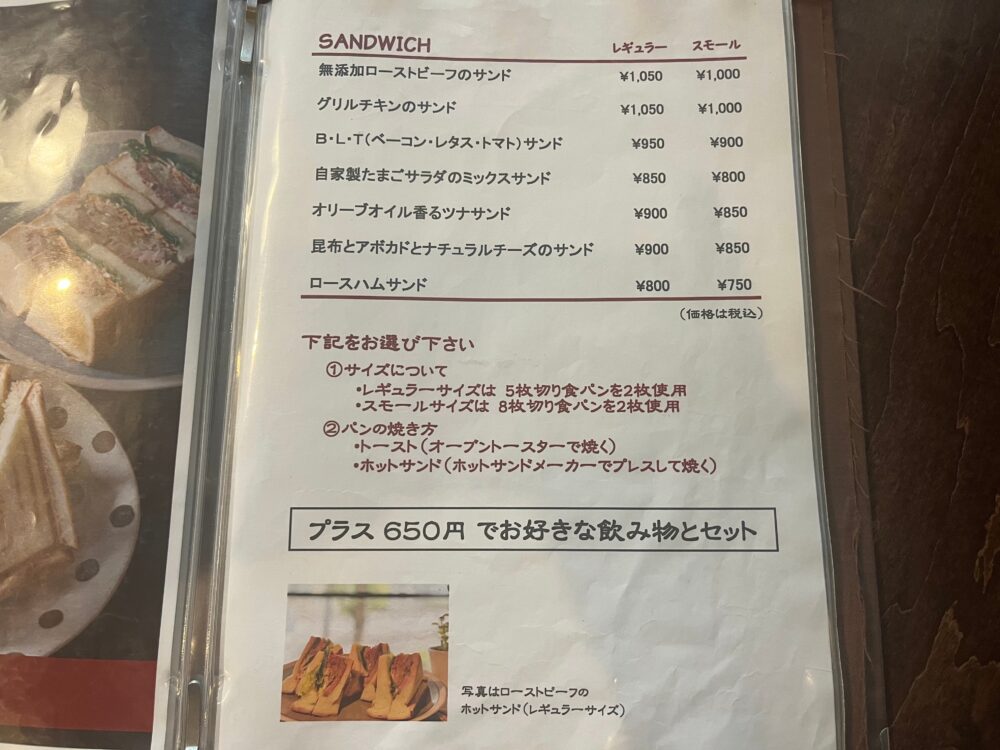 SANDWICH レギュラー スモール
無添加ローストビーフのサンド ¥1,050 ¥1,000
グリルチキンのサンド ¥1,050 ¥1,000
B・L・T(ベーコン・レタス・トマト)サンド ¥950 ¥900
自家製たまごサラダのミックスサンド ¥850 ¥800
オリーブオイル香るツナサンド ¥900 ¥850
昆布とアボカドとナチュラルチーズのサンド ¥900 ¥850
ロースハムサンド ¥800 ¥750
(価格は税込)
下記をお選び下さい
①サイズについて
・レギュラーサイズは 5枚切り食パンを2枚使用
・スモールサイズは 8枚切り食パンを2枚使用
②パンの焼き方
・トースト(オーブントースターで焼く)
・ホットサンド(ホットサンドメーカーでプレスして焼く)
プラス 650円 でお好きな飲み物とセット
写真はローストビーフの
ホットサンド(レギュラーサイズ)